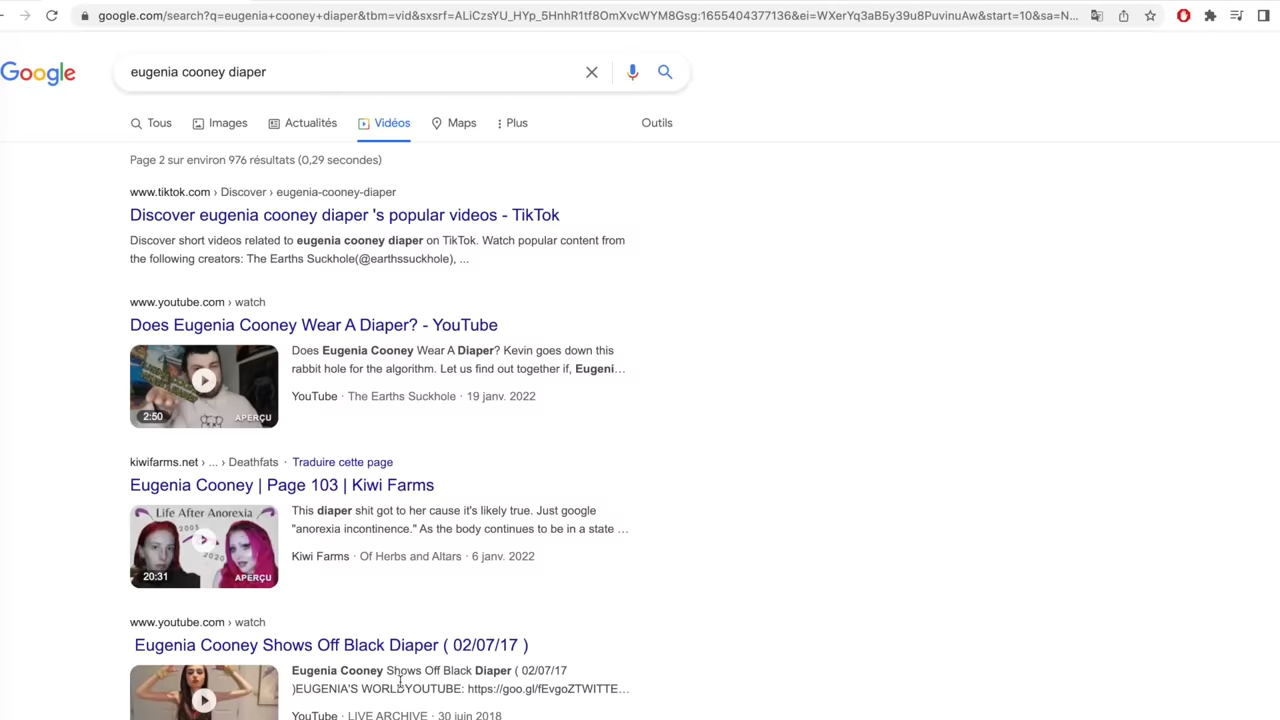 google.com/search?q=eugenia+cooney+diaper&tbm=vid&sxsrf=ALiCzsYU_HYp_5HnhR1tf8OmXvcWYM8Gsg:1655404377136&ei=WXerYq3aB5y39u8PuvinuAw&start=10&sa=N...
Google
eugenia cooney diaper
Tous Images Actualités Vidéos Maps Plus Outils
Page 2 sur environ 976 résultats (0,29 secondes)
www.tiktok.com › Discover › eugenia-cooney-diaper
Discover eugenia cooney diaper 's popular videos - TikTok
Discover short videos related to eugenia cooney diaper on TikTok. Watch popular content from
the following creators: The Earths Suckhole(@earthssuckhole), ...
www.youtube.com › watch
Does Eugenia Cooney Wear A Diaper? - YouTube
Does Eugenia Cooney Wear A Diaper? Kevin goes down this
rabbit hole for the algorithm. Let us find out together if, Eugeni...
2:50 APERÇU
YouTube · The Earths Suckhole · 19 janv. 2022
kiwifarms.net › ... › Deathfats · Traduire cette page
Eugenia Cooney | Page 103 | Kiwi Farms
Life After Anorexia
2005
2020
20:31 APERÇU
This diaper shit got to her cause it's likely true. Just google
"anorexia incontinence." As the body continues to be in a state ...
Kiwi Farms · Of Herbs and Altars · 6 janv. 2022
www.youtube.com › watch
Eugenia Cooney Shows Off Black Diaper ( 02/07/17 )
Eugenia Cooney Shows Off Black Diaper ( 02/07/17
)EUGENIA'S WORLDYOUTUBE: https://goo.gl/fEvgoZTWITTE...
YouTube · LIVE ARCHIVE · 30 juin 2018